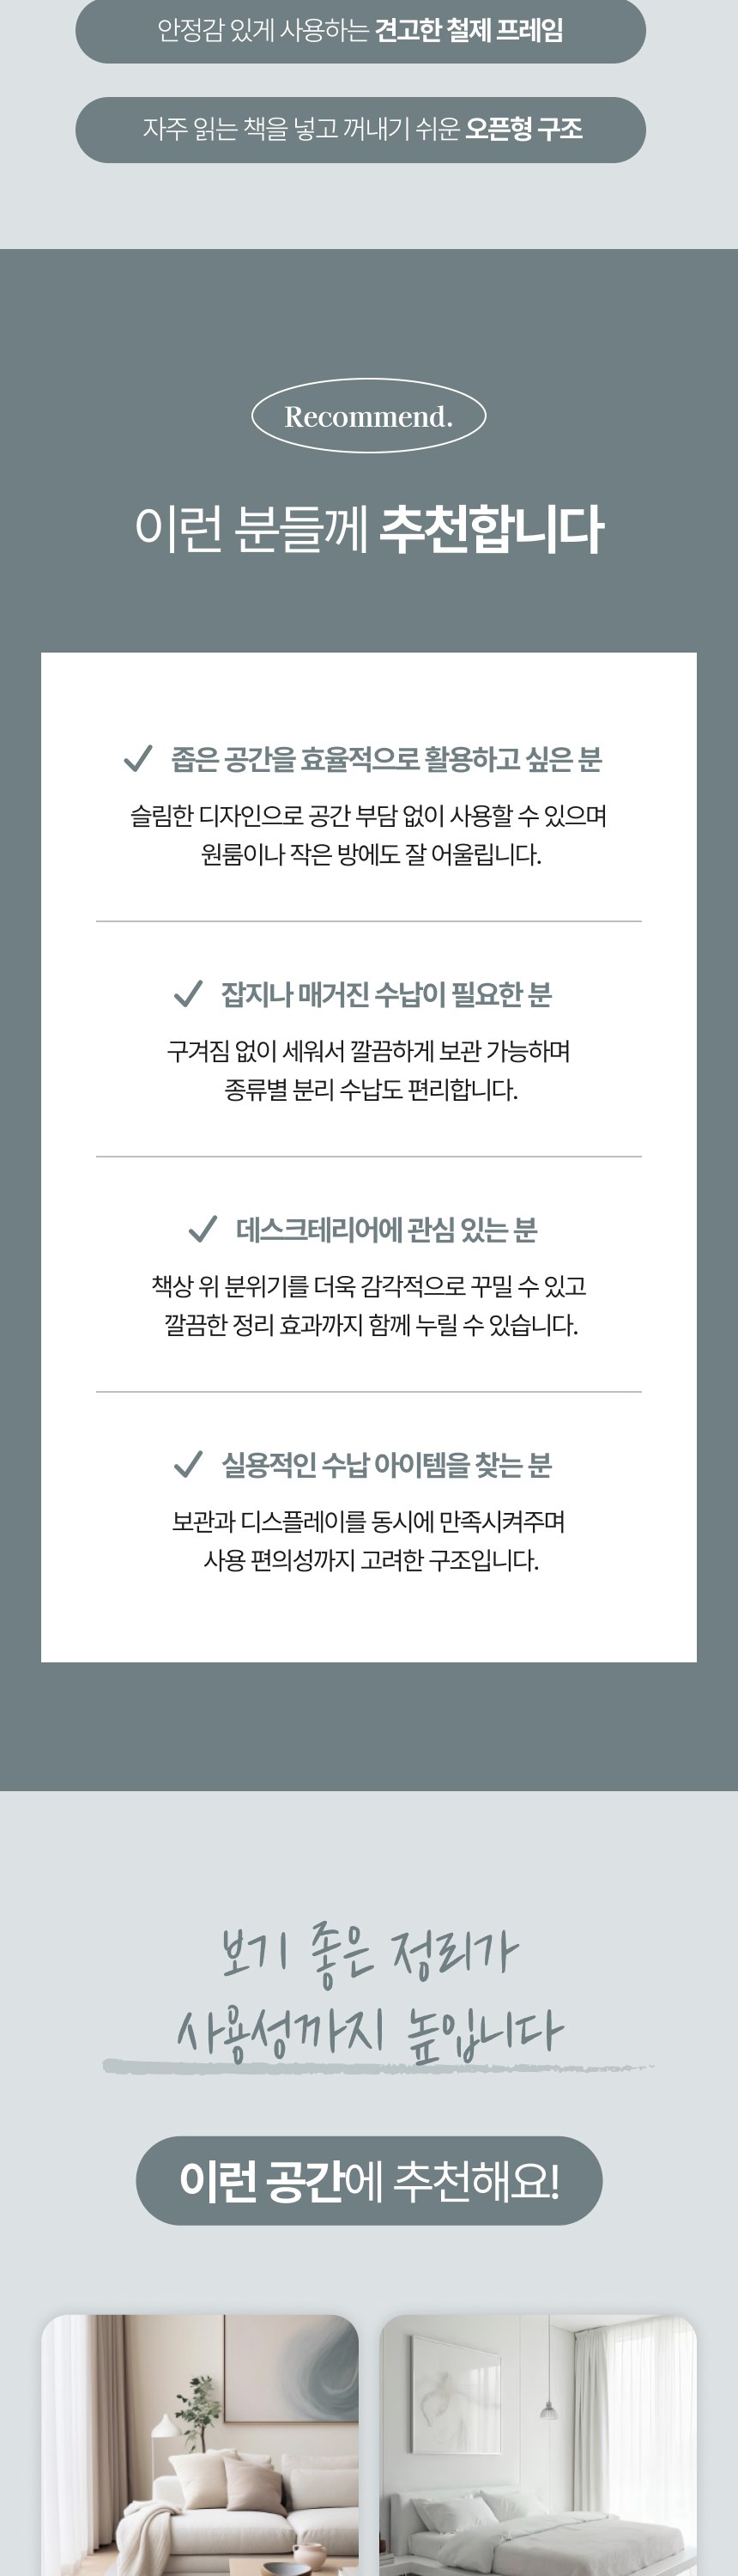 안정감 있게 사용하는 견고한 철제 프레임
자주 읽는 책을 넣고 꺼내기 쉬운 오픈형 구조
Recommend.
이런 분들께 추천합니다
좁은 공간을 효율적으로 활용하고 싶은 분
슬림한 디자인으로 공간 부담 없이 사용할 수 있으며
원룸이나 작은 방에도 잘 어울립니다.
잡지나 매거진 수납이 필요한 분
구겨짐 없이 세워서 깔끔하게 보관 가능하며
종류별 분리 수납도 편리합니다.
데스크테리어에 관심 있는 분
책상 위 분위기를 더욱 감각적으로 꾸밀 수 있고
깔끔한 정리 효과까지 함께 누릴 수 있습니다.
실용적인 수납 아이템을 찾는 분
보관과 디스플레이를 동시에 만족시켜주며
사용 편의성까지 고려한 구조입니다.
보기 좋은 정리가
사용성까지 높입니다
이런 공간에 추천해요!